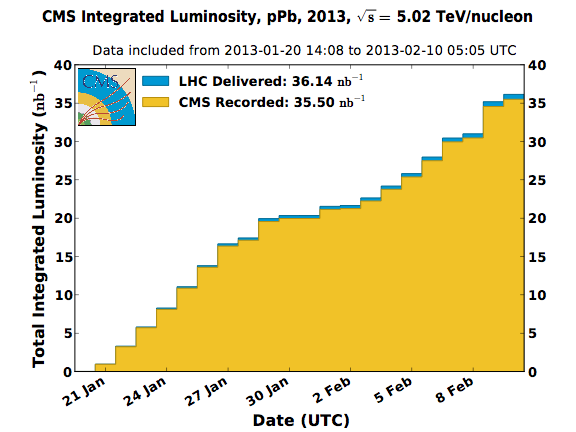 CMS Integrated Luminosity, pPb, 2013, √s = 5.02 TeV/nucleon
Data included from 2013-01-20 14:08 to 2013-02-10 05:05 UTC
CMS
LHC Delivered: 36.14 nb⁻¹
CMS Recorded: 35.50 nb⁻¹
Total Integrated Luminosity (nb⁻¹)
40
35
30
25
20
15
10
5
0
40
35
30
25
20
15
10
5
0
21 Jan
24 Jan
27 Jan
30 Jan
2 Feb
5 Feb
8 Feb
Date (UTC)